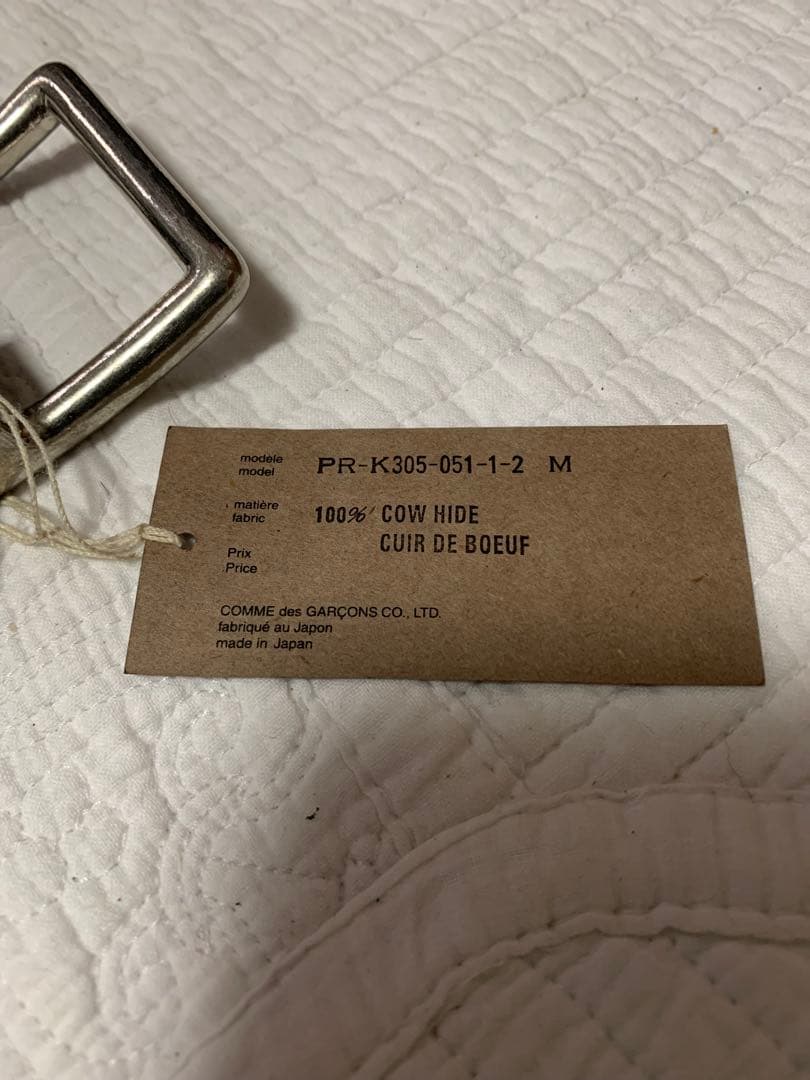 modèle
model PR-K305-051-1-2 M
matière
fabric 100% COW HIDE
CUIR DE BOEUF
Prix
Price
COMME des GARÇONS CO., LTD.
fabriqué au Japon
made in Japan